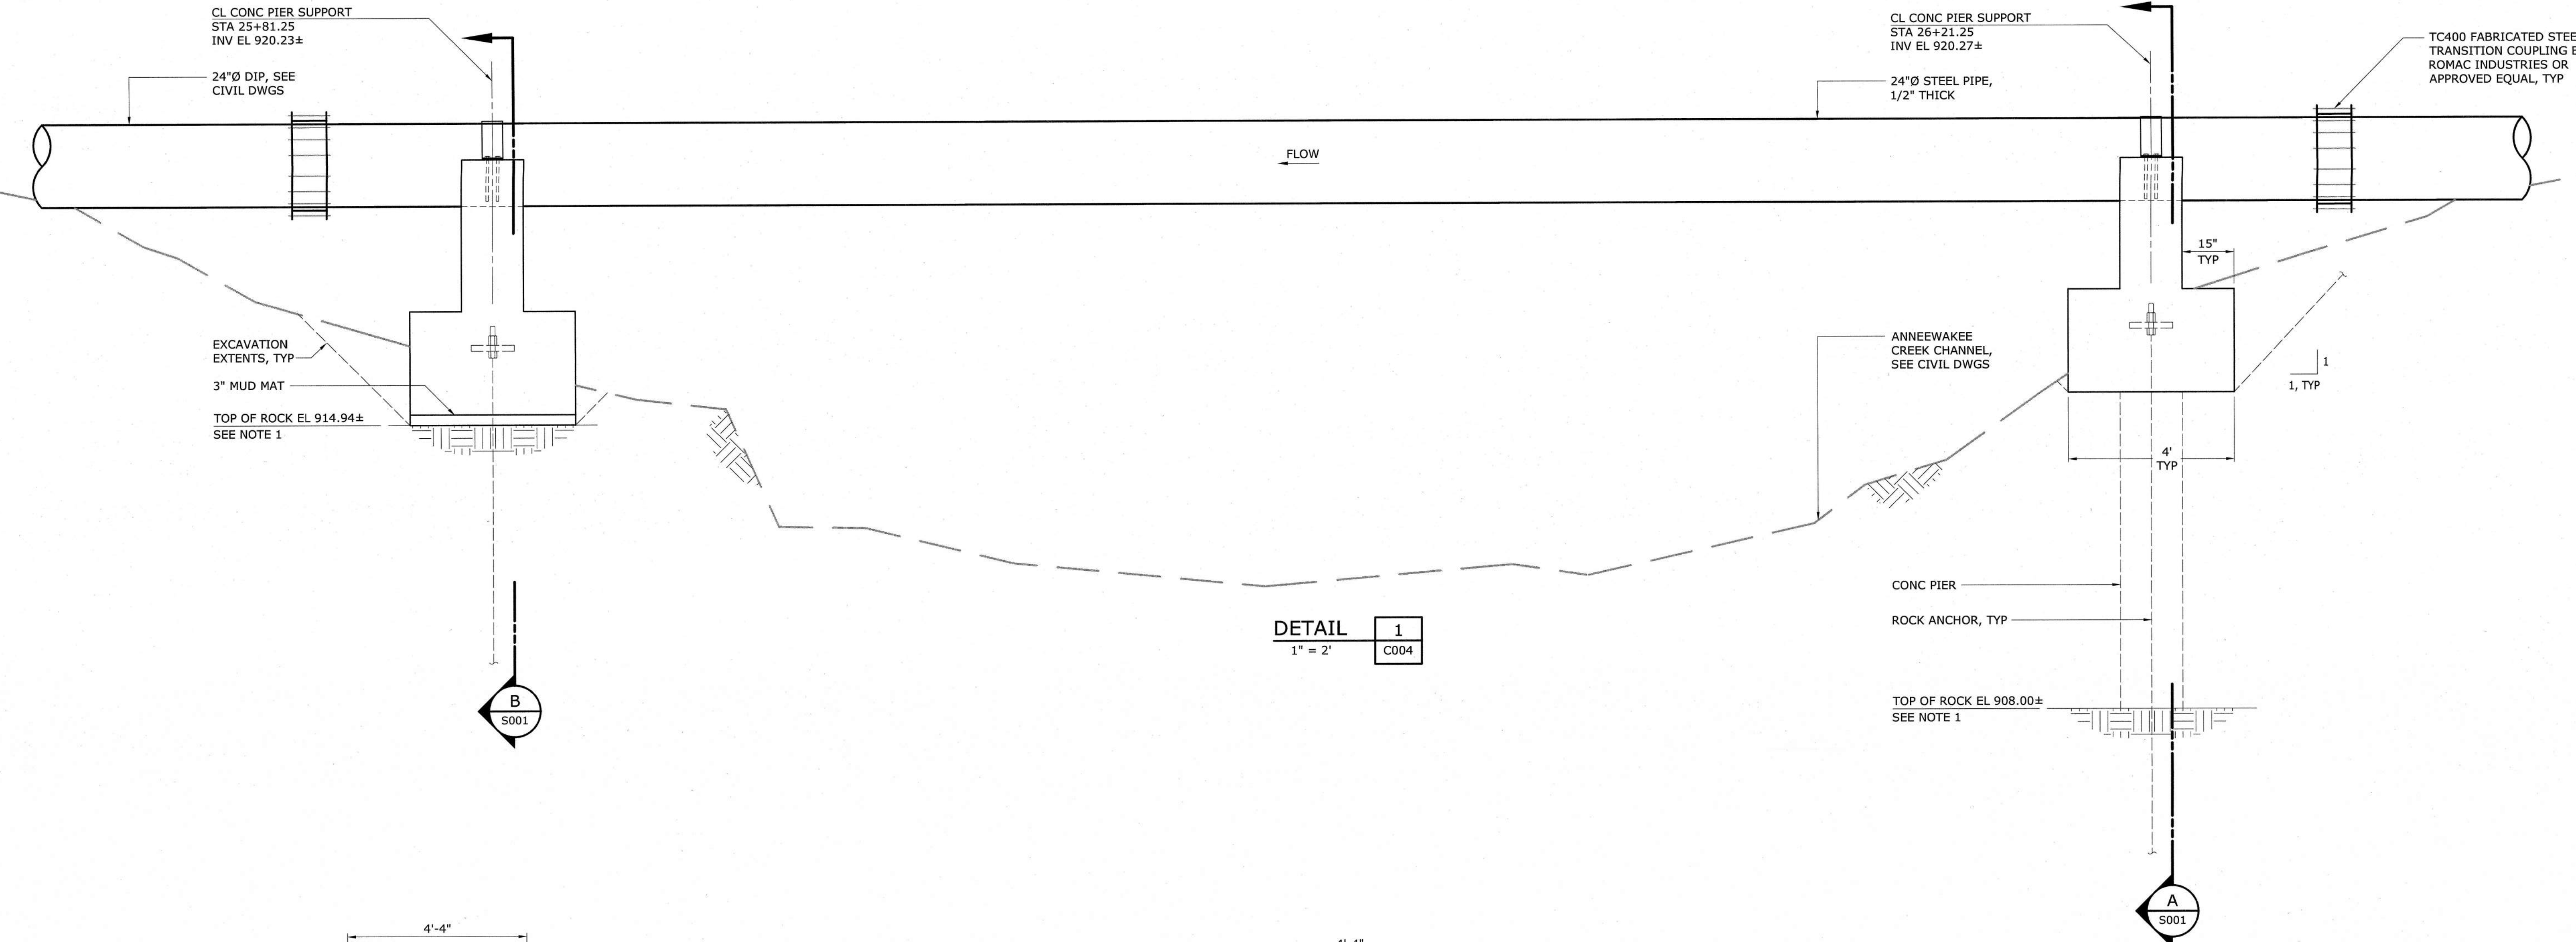 CL CONC PIER SUPPORT
STA 25+81.25
INV EL 920.23±
24"Ø DIP, SEE
CIVIL DWGS
CL CONC PIER SUPPORT
STA 26+21.25
INV EL 920.27±
24"Ø STEEL PIPE,
1/2" THICK
TC400 FABRICATED
TRANSITION COUPLING
ROMAC INDUSTRIES OR
APPROVED EQUAL, TYP
FLOW
15"
TYP
EXCAVATION
EXTENTS, TYP
3" MUD MAT
TOP OF ROCK EL 914.94±
SEE NOTE 1
ANNEEWAKEE
CREEK CHANNEL,
SEE CIVIL DWGS
1
1, TYP
4'
TYP
CONC PIER
ROCK ANCHOR, TYP
DETAIL 1
1" = 2' C004
TOP OF ROCK EL 908.00±
SEE NOTE 1
B
S001
A
S001
4'-4"